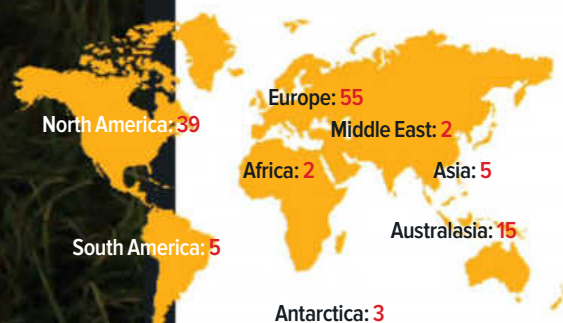 Europe: 55
North America: 39
Middle East: 2
Africa: 2
Asia: 5
Australasia: 15
South America: 5
Antarctica: 3